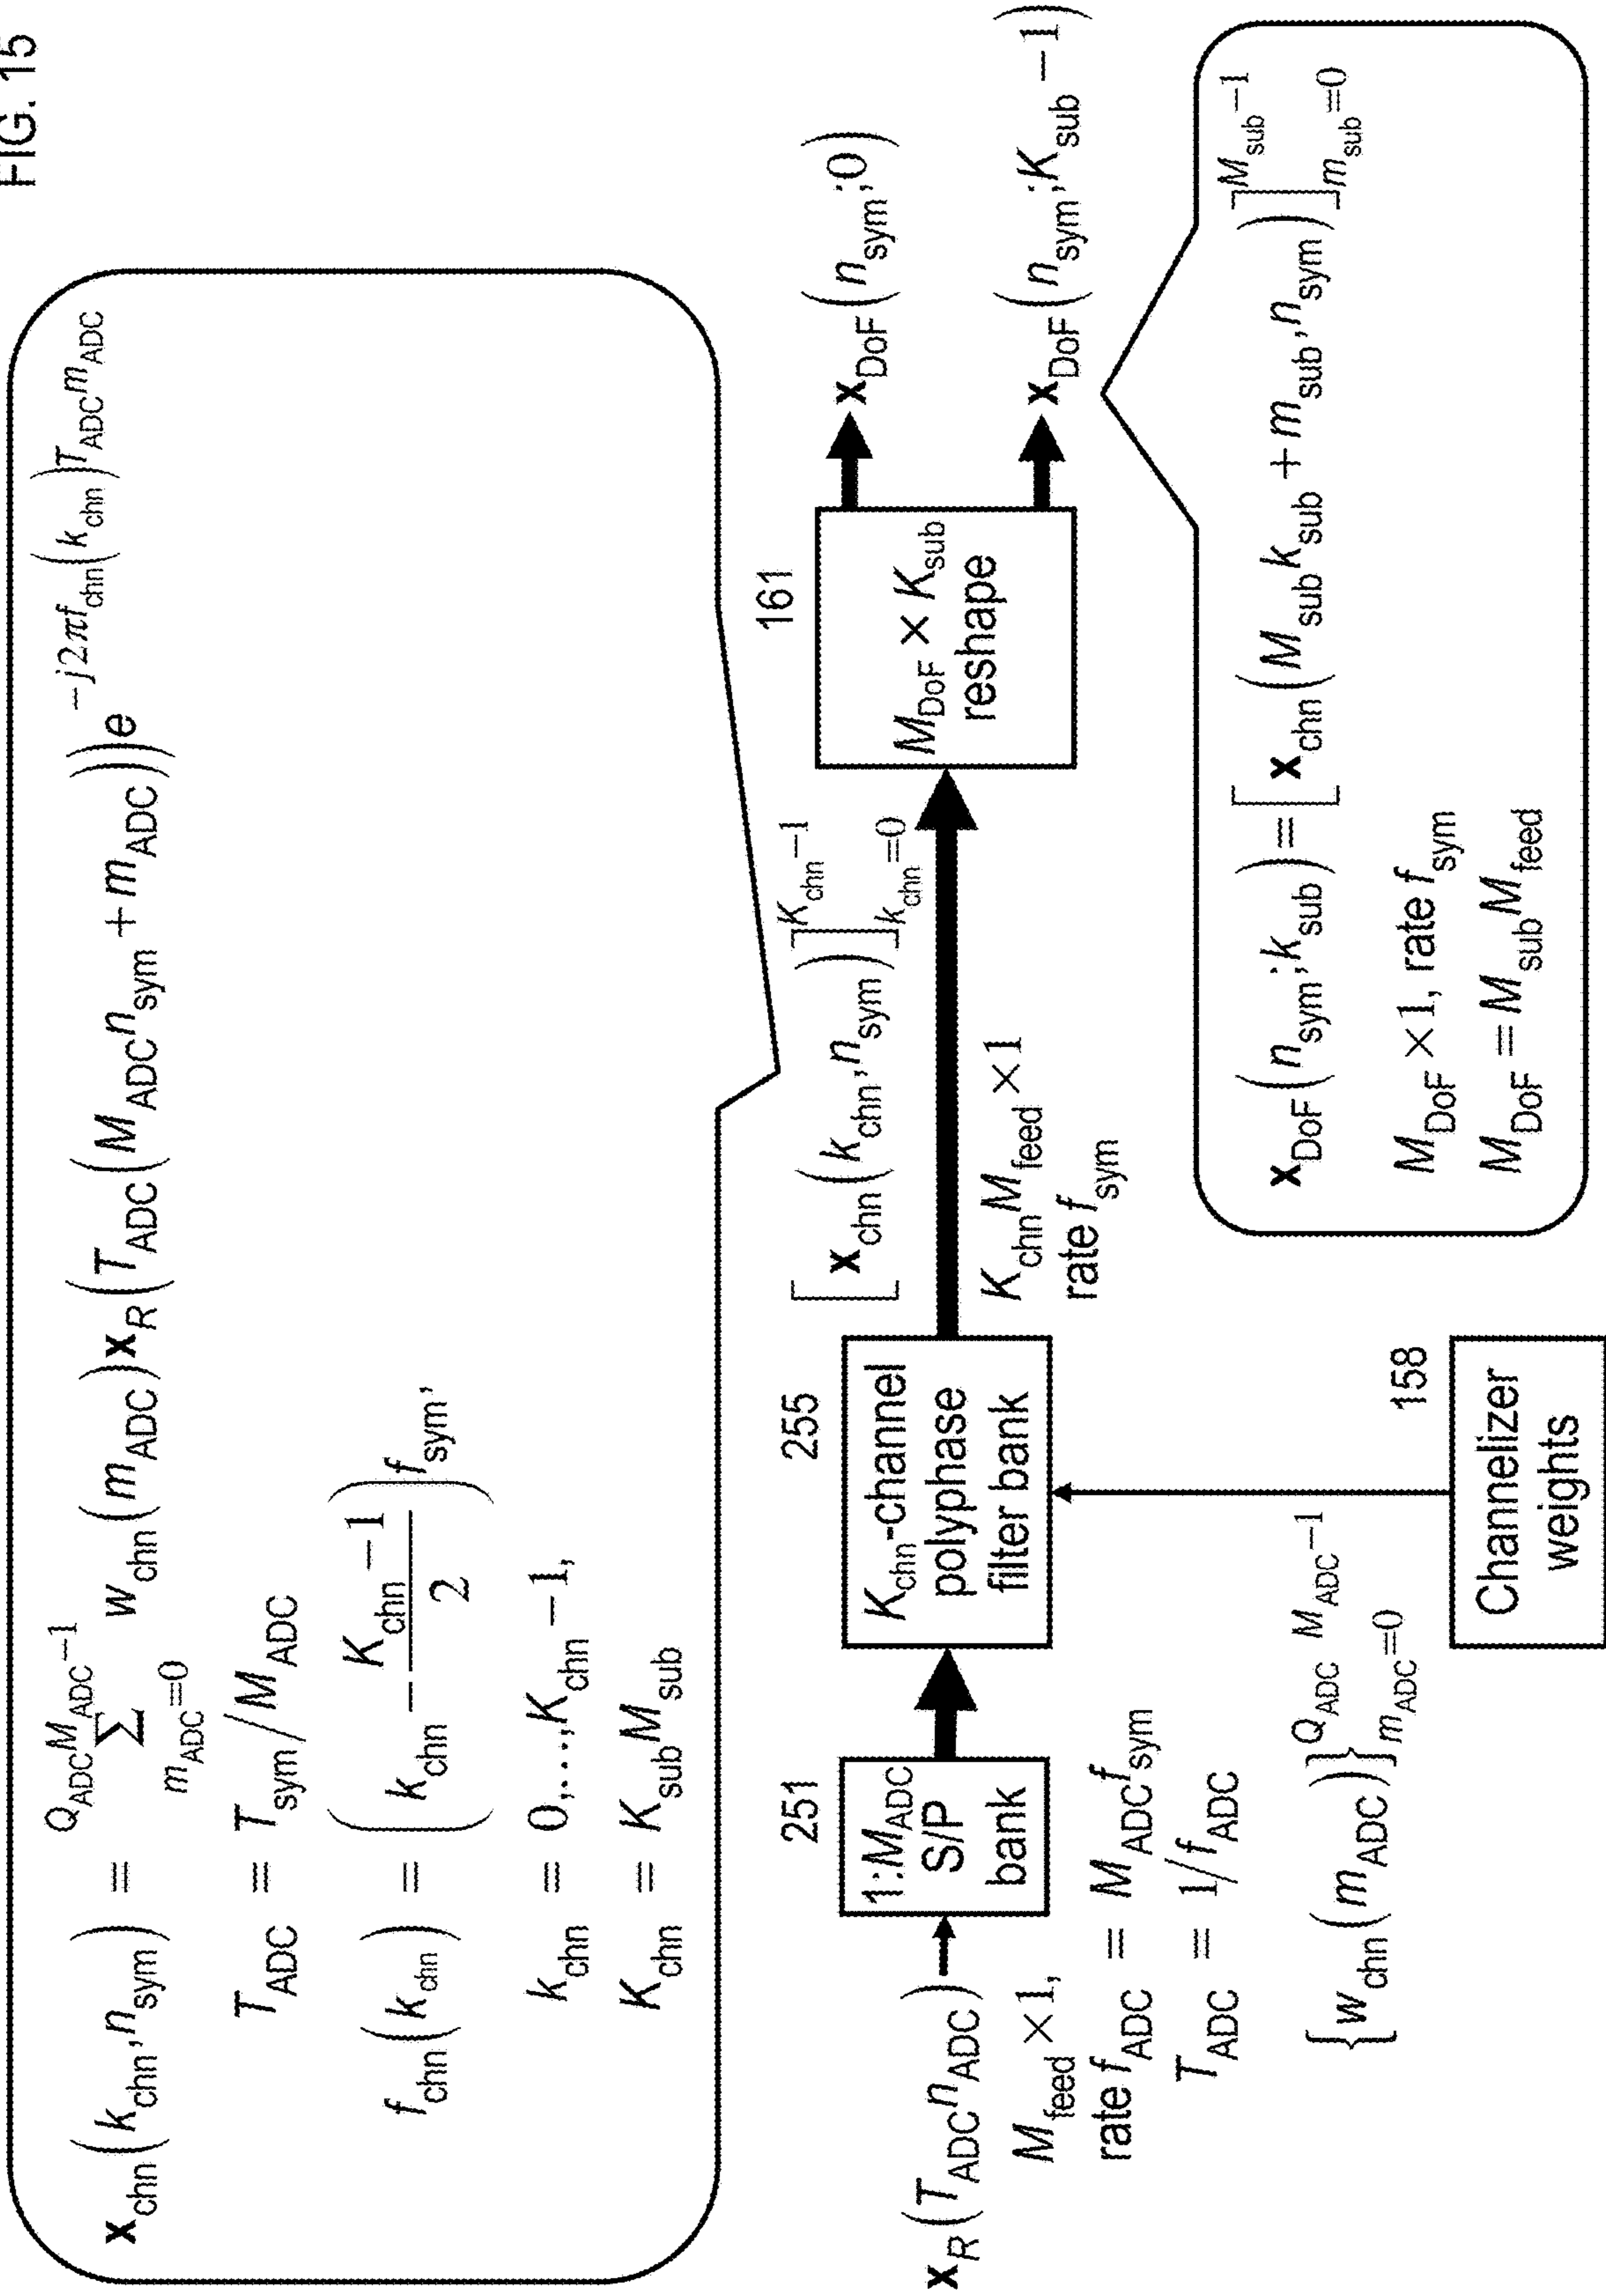 FIG. 15
x_chn(k_chn, n_sym) = Σ_{m_ADC=0}^{Q_ADC M_ADC −1} w_chn(m_ADC) x_R(T_ADC(M_ADC n_sym + m_ADC)) e^{−j2πf_chn(k_chn)T_ADC m_ADC}
T_ADC = T_sym/M_ADC
f_chn(k_chn) = (k_chn − (K_chn −1)/2) f_sym,
k_chn = 0,…,K_chn −1,
K_chn = K_sub M_sub
x_R(T_ADC n_ADC)
M_feed ×1,
rate f_ADC = M_ADC f_sym
T_ADC = 1/f_ADC
251
1:M_ADC
S/P
bank
255
K_chn-channel
polyphase
filter bank
{w_chn(m_ADC)}_{m_ADC=0}^{Q_ADC M_ADC −1}
158
Channelizer
weights
[x_chn(k_chn, n_sym)]_{k_chn=0}^{K_chn −1}
K_chn M_feed ×1
rate f_sym
161
M_DoF × K_sub
reshape
x_DoF(n_sym;0)
x_DoF(n_sym;K_sub −1)
x_DoF(n_sym;k_sub) = [x_chn(M_sub k_sub + m_sub, n_sym)]_{m_sub=0}^{M_sub −1}
M_DoF ×1, rate f_sym
M_DoF = M_sub M_feed